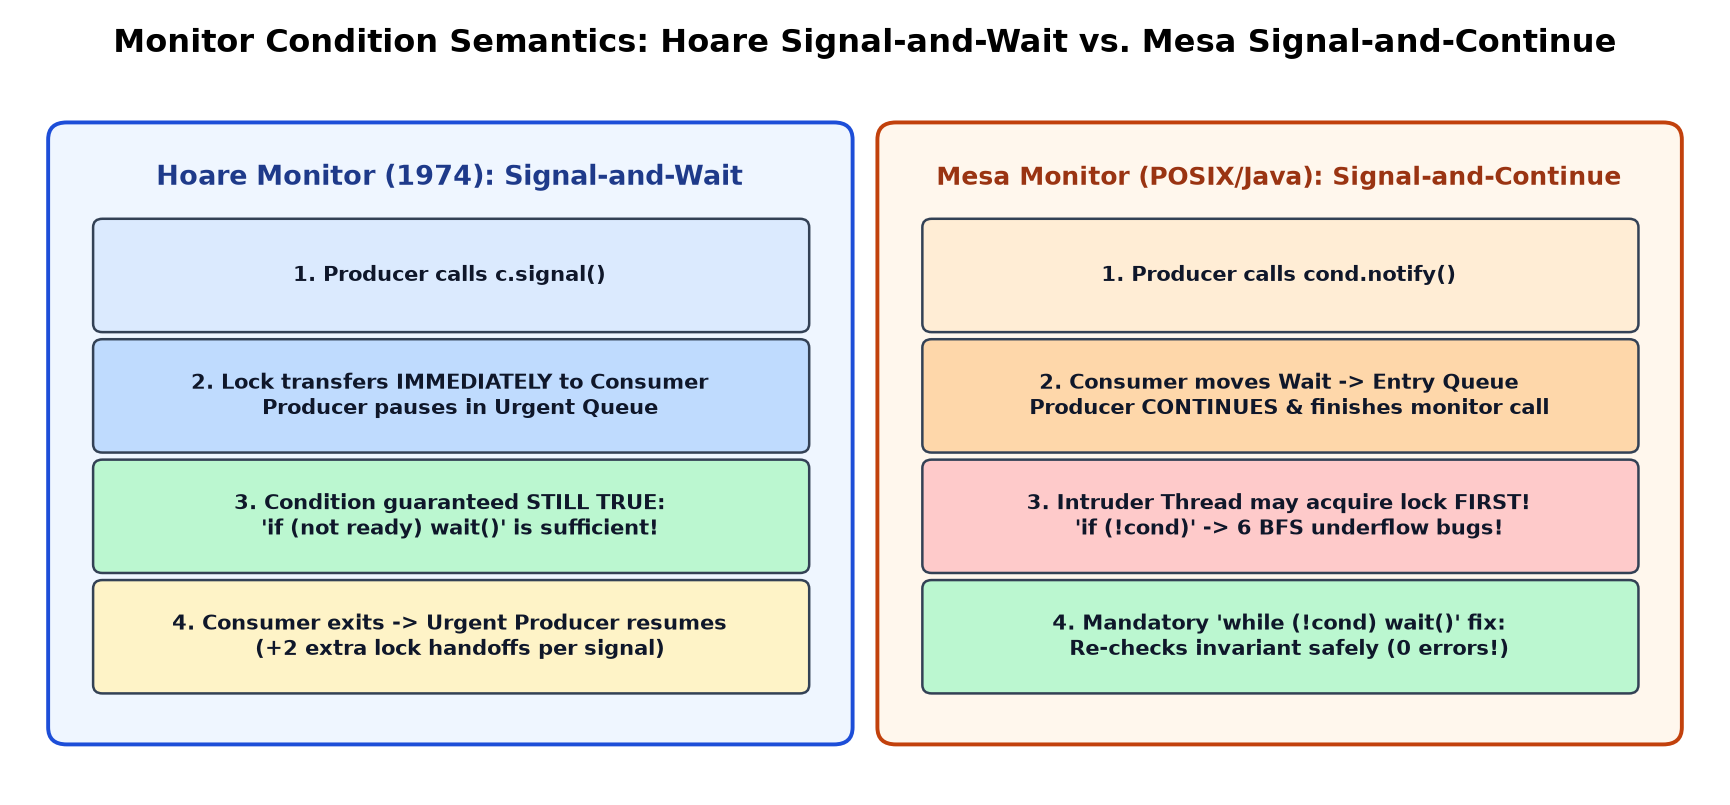 Monitor Condition Semantics: Hoare Signal-and-Wait vs. Mesa Signal-and-Continue
Hoare Monitor (1974): Signal-and-Wait
1. Producer calls c.signal()
2. Lock transfers IMMEDIATELY to Consumer
Producer pauses in Urgent Queue
3. Condition guaranteed STILL TRUE:
'if (not ready) wait()' is sufficient!
4. Consumer exits -> Urgent Producer resumes
(+2 extra lock handoffs per signal)
Mesa Monitor (POSIX/Java): Signal-and-Continue
1. Producer calls cond.notify()
2. Consumer moves Wait -> Entry Queue
Producer CONTINUES & finishes monitor call
3. Intruder Thread may acquire lock FIRST!
'if (!cond)' -> 6 BFS underflow bugs!
4. Mandatory 'while (!cond) wait()' fix:
Re-checks invariant safely (0 errors!)